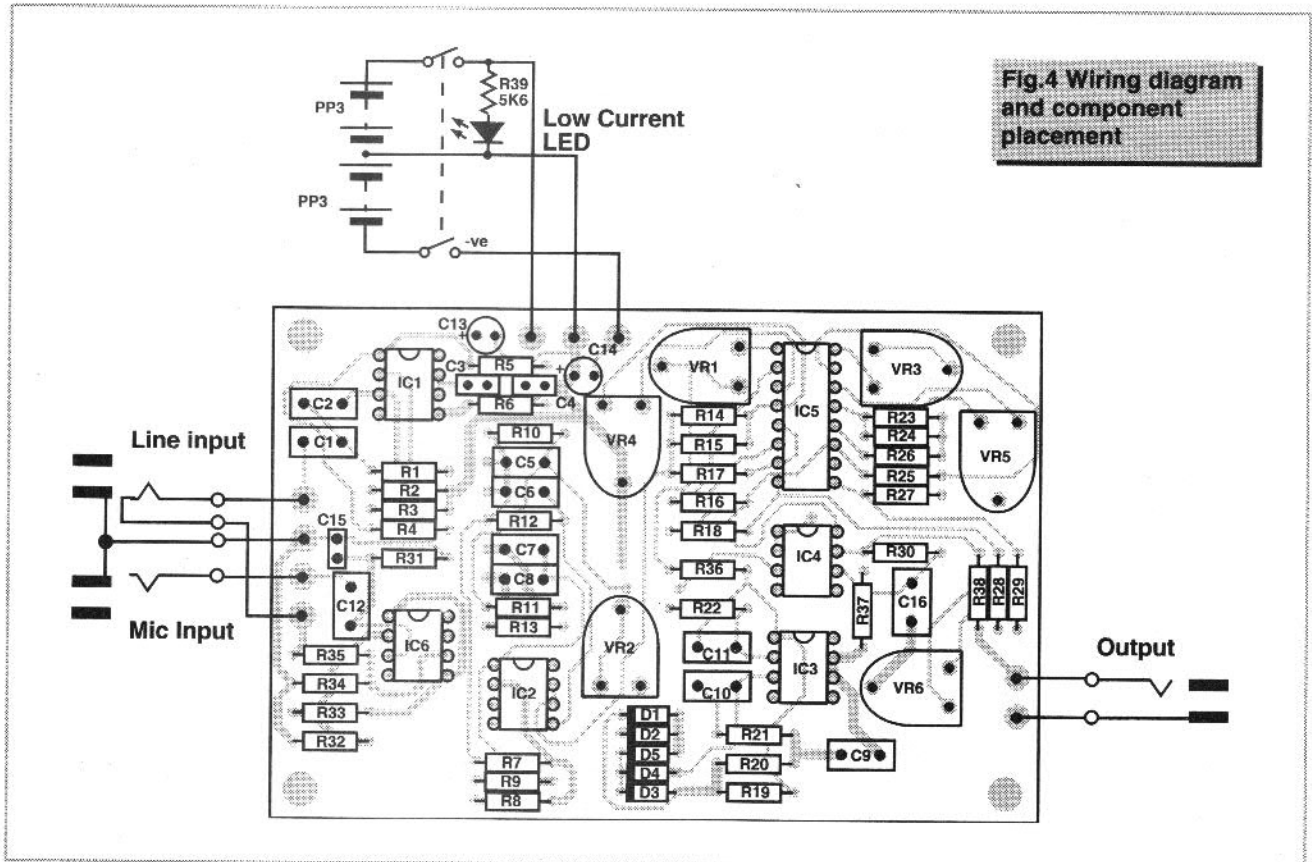 Fig.4 Wiring diagram
and component
placement
R39
5K6
PP3
Low Current
LED
PP3
-ve
C13
+
C14
+
R5
C3
C4
R6
IC1
C2
C1
VR1
IC5
VR3
VR4
R14
R23
R10
R15
R24
C5
R26
VR5
R17
R25
C6
R16
R27
Line input
R1
R2
R3
R4
R12
R18
C15
R31
C7
C8
R36
IC4
R30
C12
R11
R22
R37
C16
R38
R28
R29
Mic Input
R13
IC6
VR2
C11
IC3
Output
R35
R34
IC2
C10
VR6
R33
D1
R32
D2
R21
R7
D5
R20
C9
R9
D4
R8
D3
R19